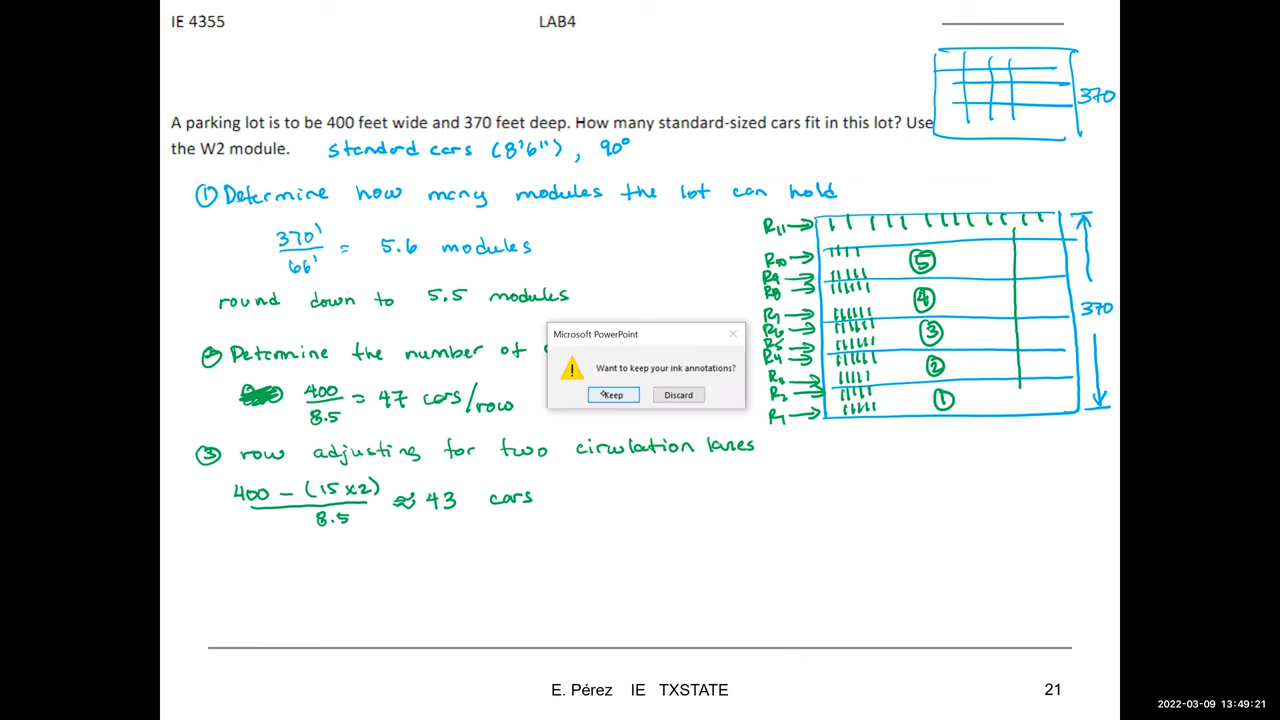 IE 4355 LAB4
370
A parking lot is to be 400 feet wide and 370 feet deep. How many standard-sized cars fit in this lot? Use
the W2 module. standard cars (8'6"), 90°
① Determine how many modules the lot can hold
370' / 66' = 5.6 modules
round down to 5.5 modules
② Determine the number of
400 / 8.5 = 47 cars/row
③ row adjusting for two circulation lanes
400 - (15 x 2) / 8.5 ≈ 43 cars
R11
R10
R9
R8
R7
R6
R5
R4
R3
R2
R1
⑤
④
③
②
①
370
Microsoft PowerPoint
Want to keep your ink annotations?
Keep Discard
E. Pérez IE TXSTATE 21
2022-03-09 13:49:21